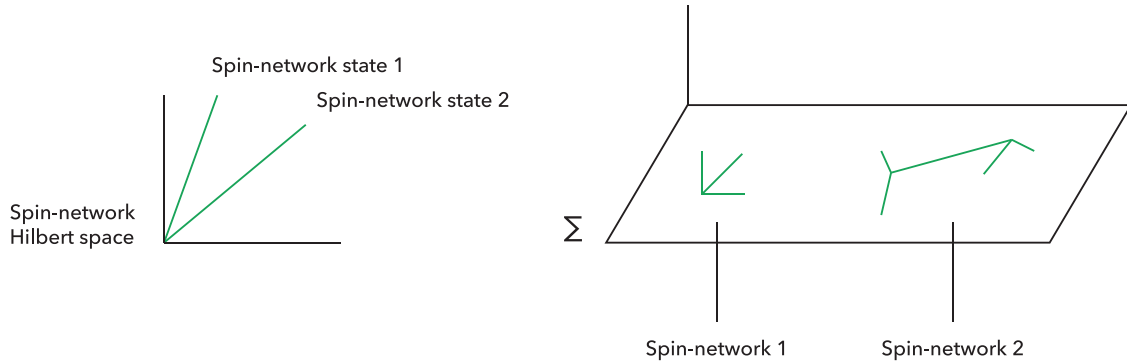 Spin-network state 1
Spin-network state 2
Spin-network
Hilbert space
Σ
Spin-network 1
Spin-network 2